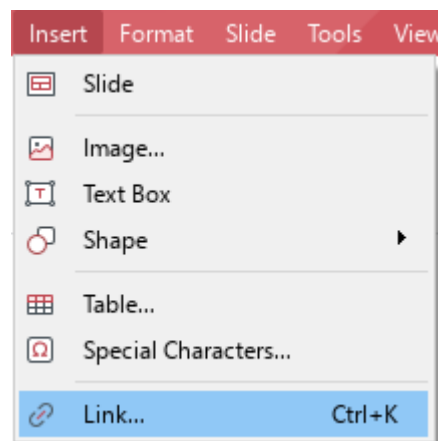 Insert Format Slide Tools View
Slide
Image...
Text Box
Shape
Table...
Special Characters...
Link... Ctrl+K